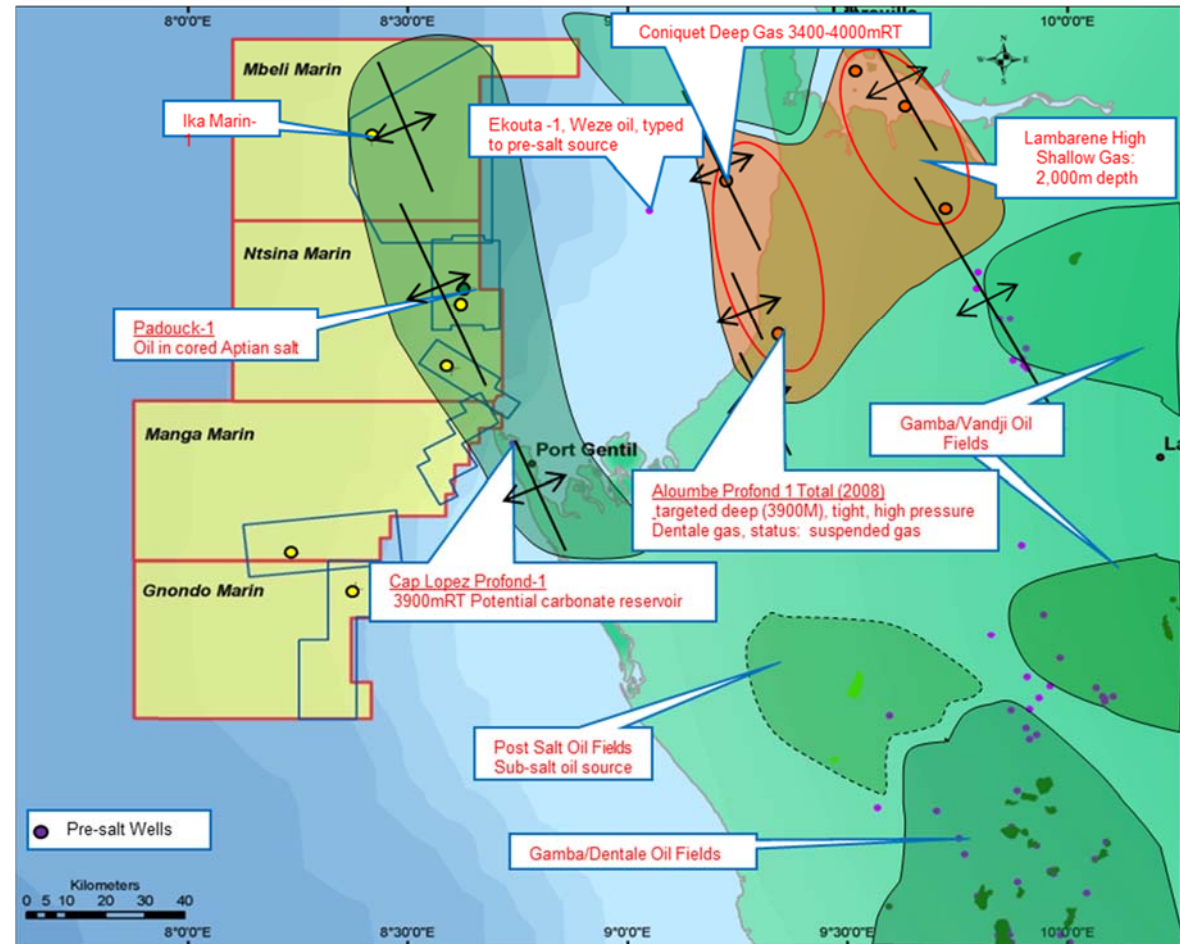 8°0'0"E
8°30'0"E
10°0'0"E
Mbeli Marin
Ika Marin-
1
Coniquet Deep Gas 3400-4000mRT
N
W
E
S
Ekouta -1, Weze oil, typed
to pre-salt source
Lambarene High
Shallow Gas:
2,000m depth
Ntsina Marin
Padouck-1
Oil in cored Aptian salt
Manga Marin
Port Gentil
Gamba/Vandji Oil
Fields
Aloumbe Profond 1 Total (2008)
targeted deep (3900M), tight, high pressure
Dentale gas, status: suspended gas
Cap Lopez Profond-1
3900mRT Potential carbonate reservoir
Gnondo Marin
Post Salt Oil Fields
Sub-salt oil source
Pre-salt Wells
Gamba/Dentale Oil Fields
Kilometers
0 5 10 20 30 40
8°0'0"E
8°30'0"E
9°0'0"E
9°30'0"E
10°0'0"E